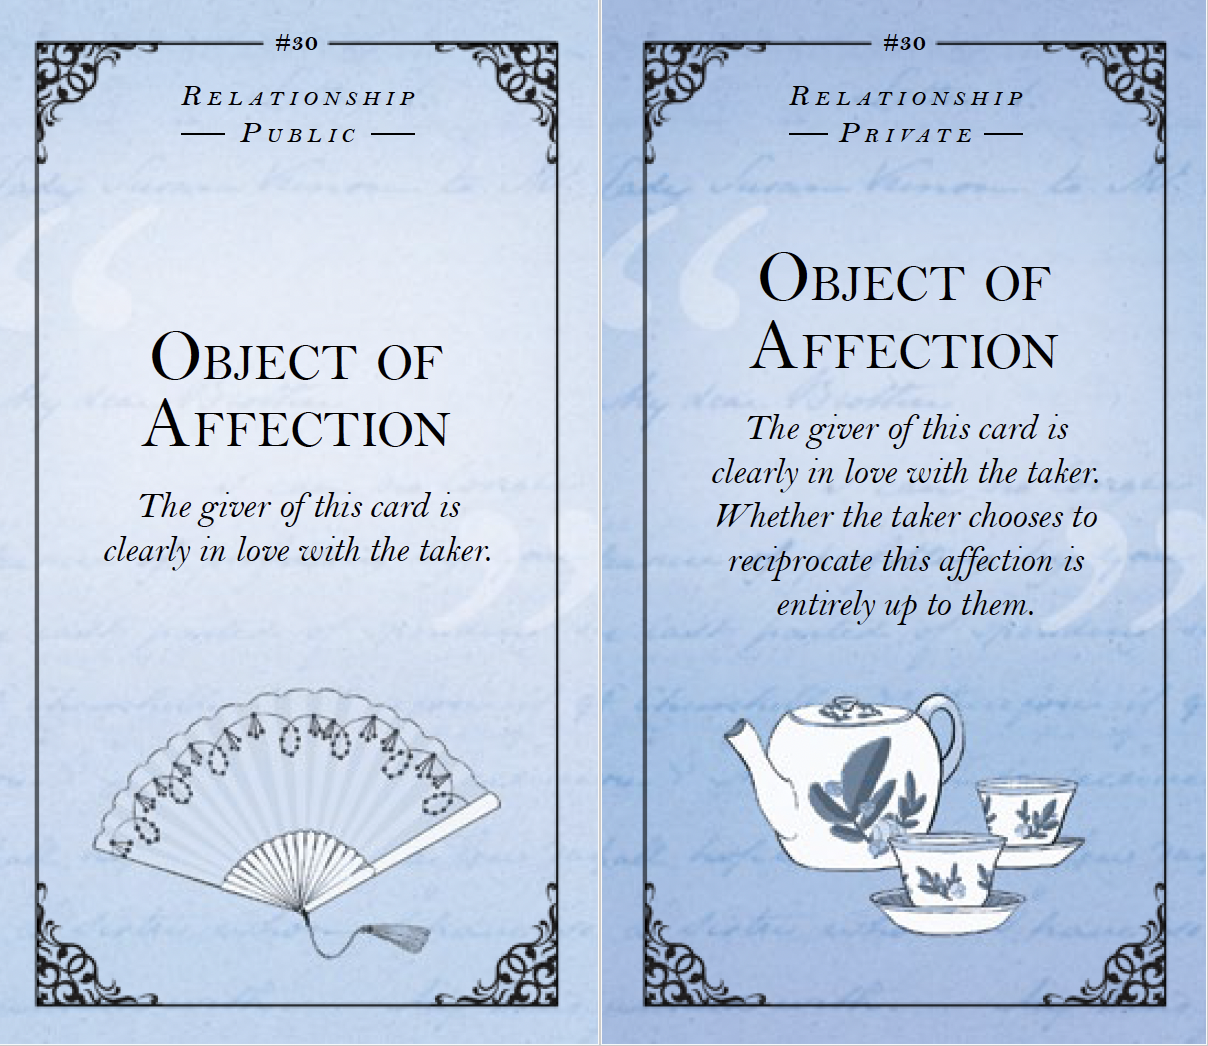 #30
RELATIONSHIP
PUBLIC
OBJECT OF
AFFECTION
The giver of this card is
clearly in love with the taker.
#30
RELATIONSHIP
PRIVATE
OBJECT OF
AFFECTION
The giver of this card is
clearly in love with the taker.
Whether the taker chooses to
reciprocate this affection is
entirely up to them.